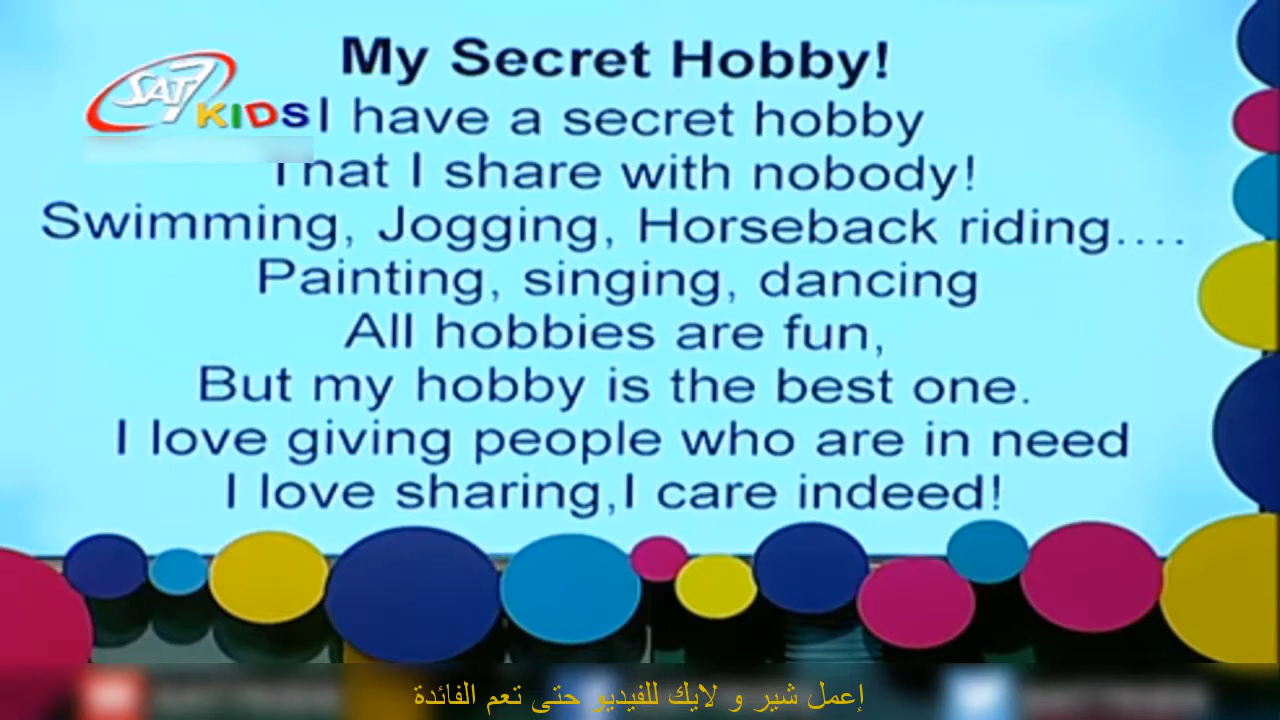 My Secret Hobby!
SAT7
KIDS
I have a secret hobby
That I share with nobody!
Swimming, Jogging, Horseback riding....
Painting, singing, dancing
All hobbies are fun,
But my hobby is the best one.
I love giving people who are in need
I love sharing,I care indeed!
إعمل شير و لايك للفيديو حتى تعم الفائدة